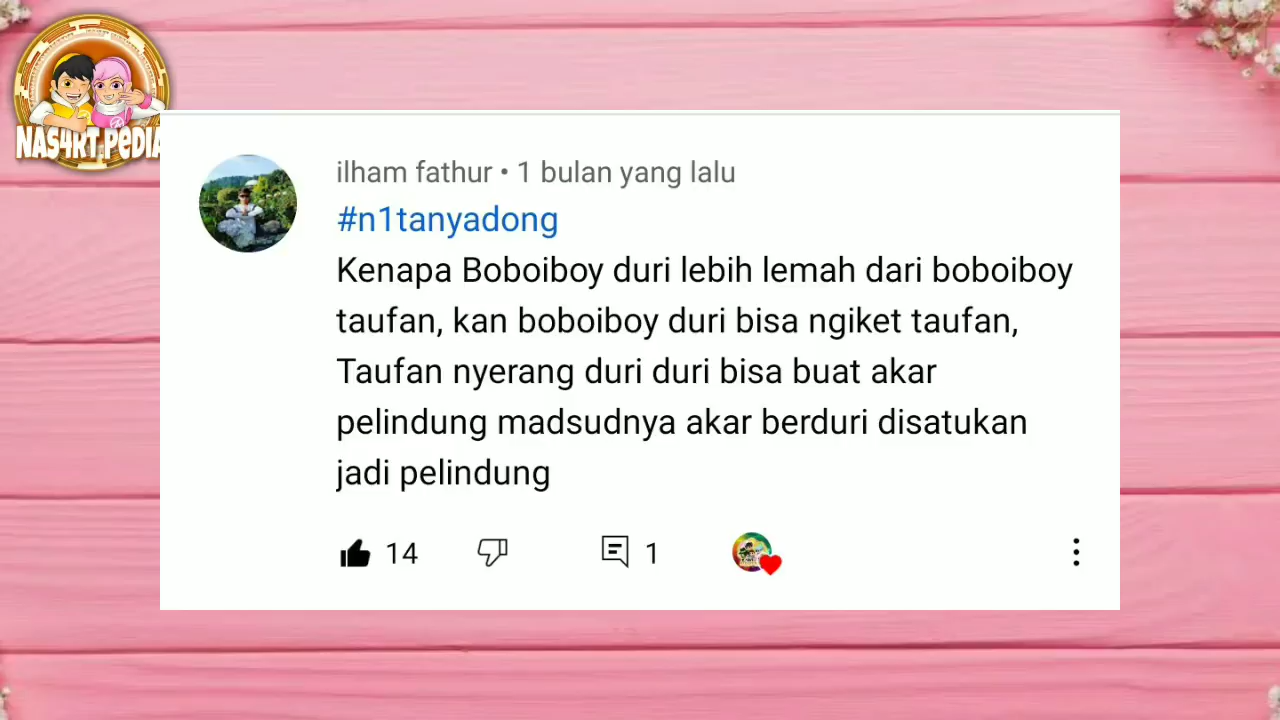 NAS4RT.PEDIA
ilham fathur • 1 bulan yang lalu
#n1tanyadong
Kenapa Boboiboy duri lebih lemah dari boboiboy
taufan, kan boboiboy duri bisa ngiket taufan,
Taufan nyerang duri duri bisa buat akar
pelindung madsudnya akar berduri disatukan
jadi pelindung
14
1